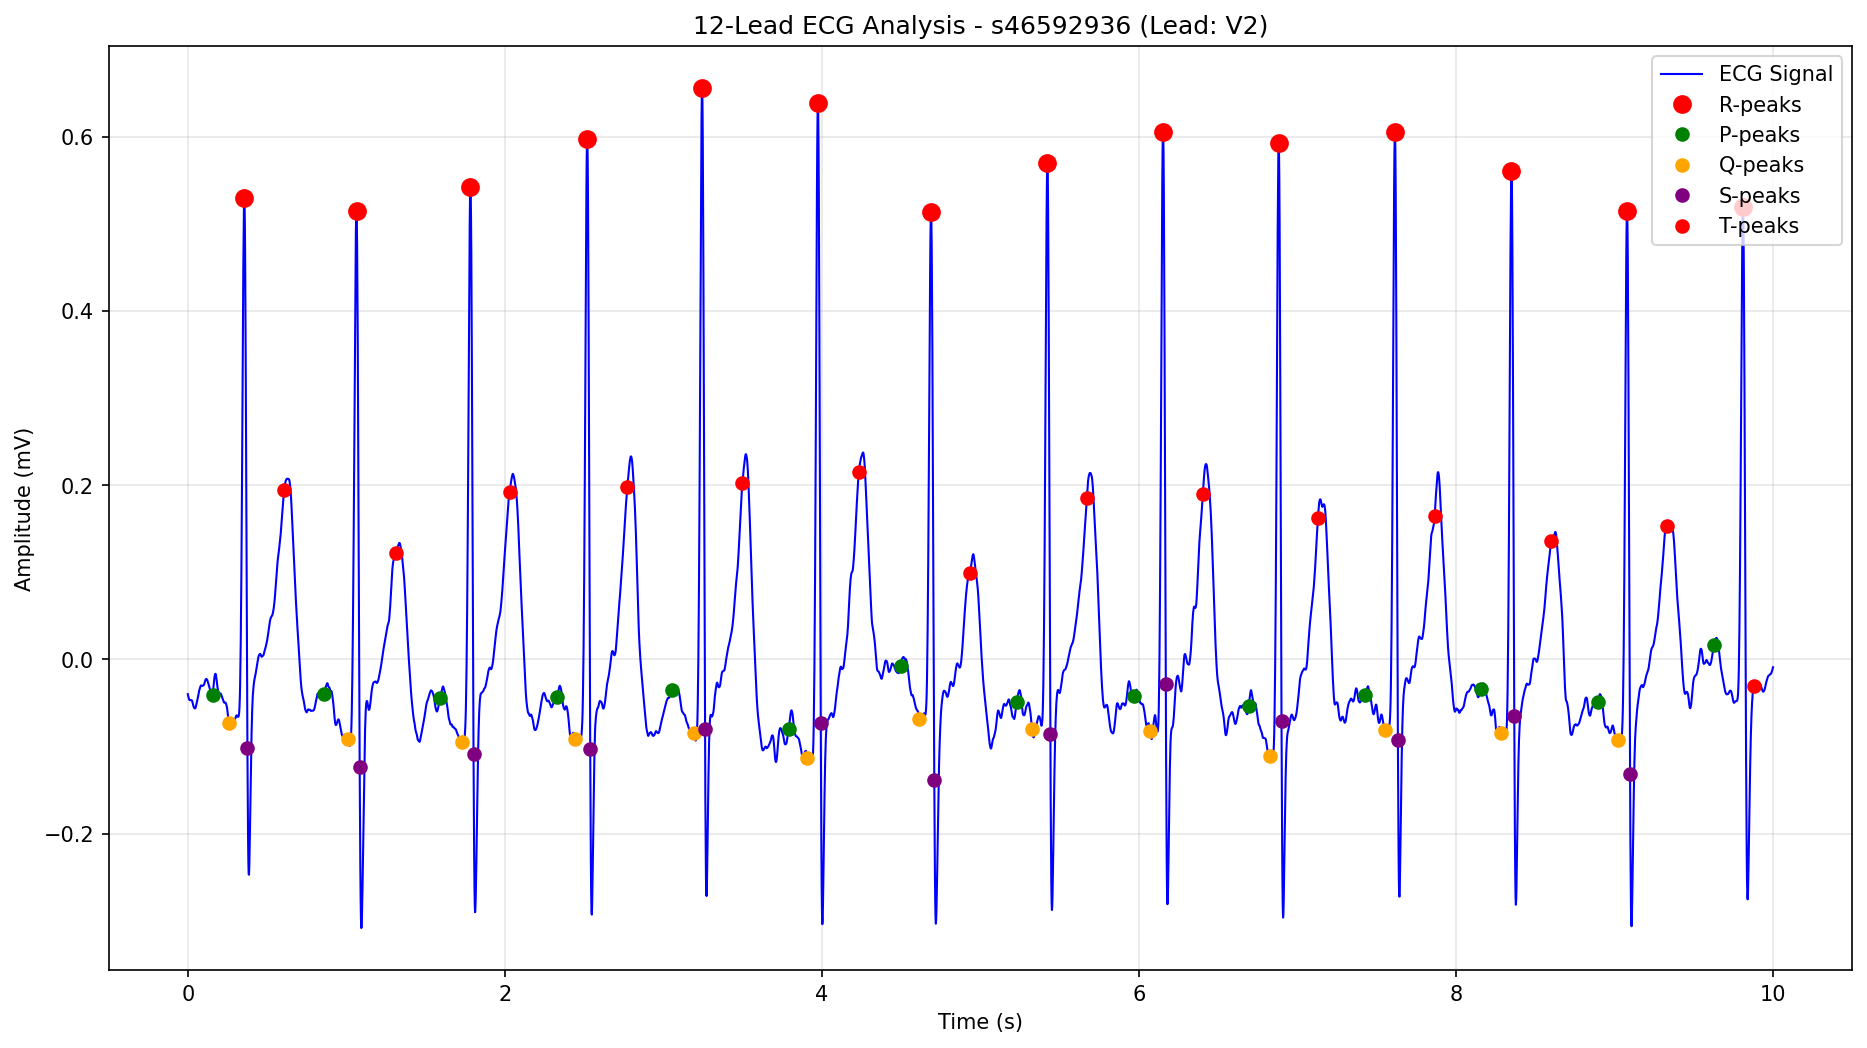 12-Lead ECG Analysis - s46592936 (Lead: V2)
ECG Signal
R-peaks
P-peaks
Q-peaks
S-peaks
T-peaks
Amplitude (mV)
0.6
0.4
0.2
0.0
−0.2
0 2 4 6 8 10
Time (s)